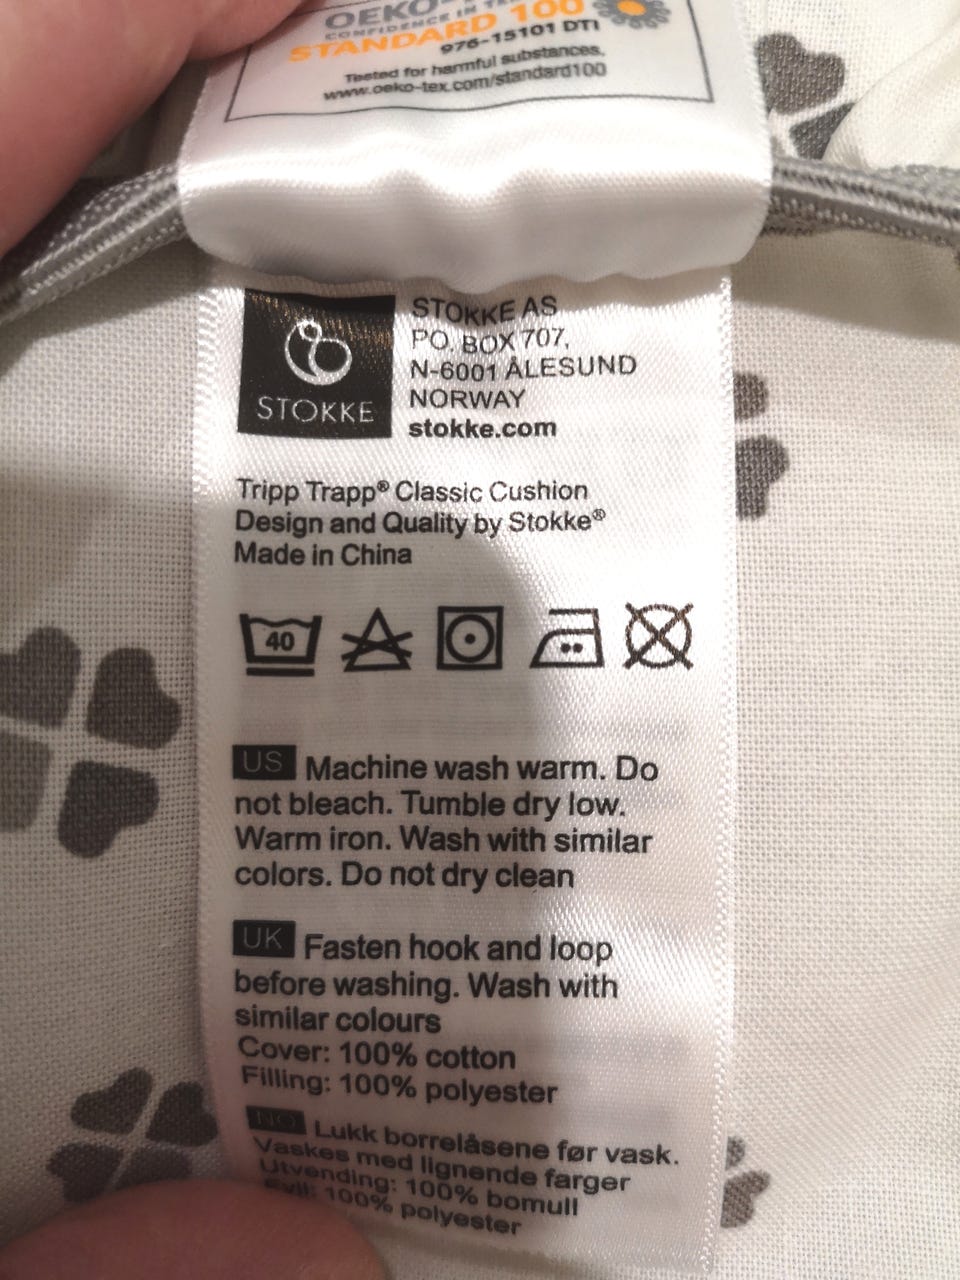 OEKO-
CONFIDENCE IN TE
STANDARD 100
976-15101 DTI
Tested for harmful substances.
www.oeko-tex.com/standard100
STOKKE
STOKKE AS
PO. BOX 707,
N-6001 ÅLESUND
NORWAY
stokke.com
Tripp Trapp® Classic Cushion
Design and Quality by Stokke®
Made in China
40
US Machine wash warm. Do
not bleach. Tumble dry low.
Warm iron. Wash with similar
colors. Do not dry clean
UK Fasten hook and loop
before washing. Wash with
similar colours
Cover: 100% cotton
Filling: 100% polyester
NO Lukk borrelåsene før vask.
Vaskes med lignende farger
Utvending: 100% bomull
Fyll: 100% polyester